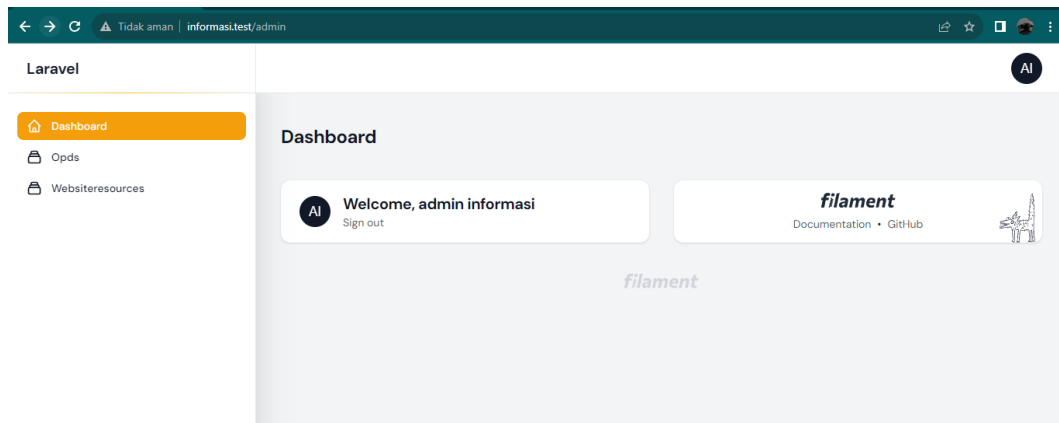 Tidak aman | informasi.test/admin
Laravel
AI
Dashboard
Opds
Websiteresources
Dashboard
AI
Welcome, admin informasi
Sign out
filament
Documentation • GitHub
filament